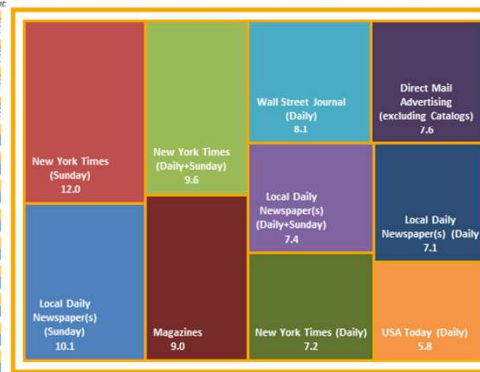 New York Times
(Sunday)
12.0
New York Times
(Daily+Sunday)
9.6
Wall Street Journal
(Daily)
8.1
Direct Mail
Advertising
(excluding Catalogs)
7.6
Local Daily
Newspaper(s)
(Daily+Sunday)
7.4
Local Daily
Newspaper(s) (Daily
7.1
Local Daily
Newspaper(s)
(Sunday)
10.1
Magazines
9.0
New York Times (Daily)
7.2
USA Today (Daily)
5.8